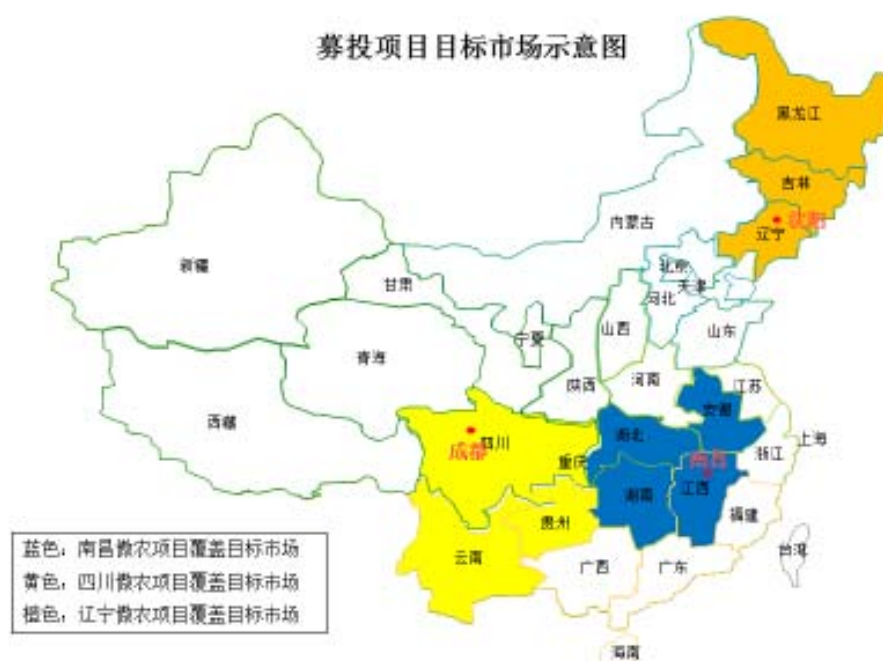 募投项目目标市场示意图
黑龙江
吉林
沈阳
辽宁
内蒙古
新疆
甘肃
北京
天津
河北
山西
宁夏
山东
青海
陕西
河南
江苏
西藏
安徽
四川
成都
重庆
湖北
上海
浙江
南昌
江西
湖南
贵州
福建
云南
广西
广东
台湾
海南
蓝色：南昌傲农项目覆盖目标市场
黄色：四川傲农项目覆盖目标市场
橙色：辽宁傲农项目覆盖目标市场